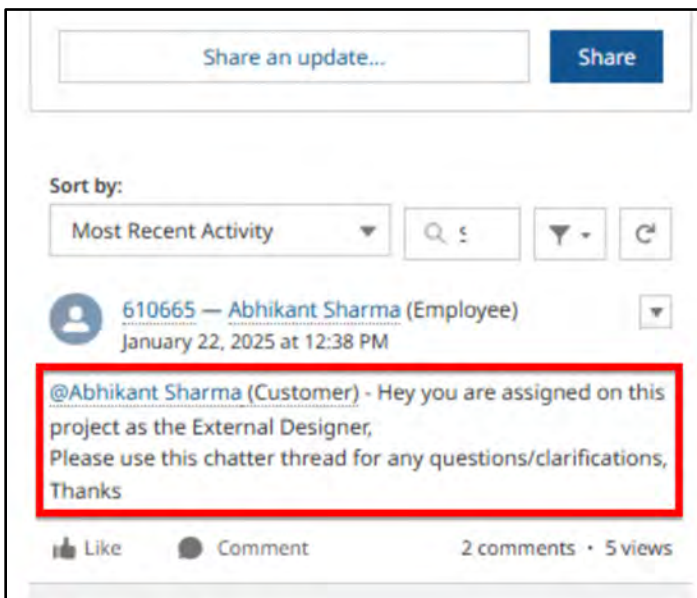 Share an update...
Share
Sort by:
Most Recent Activity
610665 — Abhikant Sharma (Employee)
January 22, 2025 at 12:38 PM
@Abhikant Sharma (Customer) - Hey you are assigned on this
project as the External Designer,
Please use this chatter thread for any questions/clarifications,
Thanks
Like
Comment
2 comments · 5 views